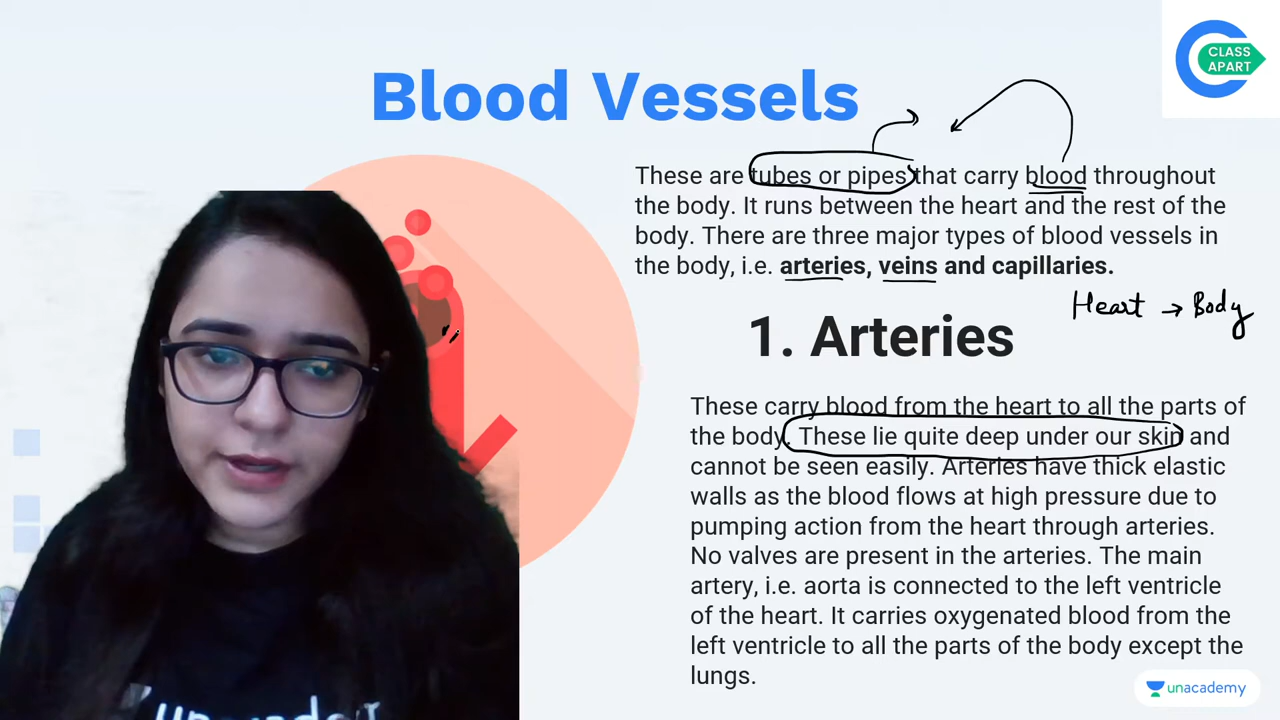 CLASS
APART
Blood Vessels
These are tubes or pipes that carry blood throughout
the body. It runs between the heart and the rest of the
body. There are three major types of blood vessels in
the body, i.e. arteries, veins and capillaries.
Heart → Body
1. Arteries
These carry blood from the heart to all the parts of
the body. These lie quite deep under our skin and
cannot be seen easily. Arteries have thick elastic
walls as the blood flows at high pressure due to
pumping action from the heart through arteries.
No valves are present in the arteries. The main
artery, i.e. aorta is connected to the left ventricle
of the heart. It carries oxygenated blood from the
left ventricle to all the parts of the body except the
lungs.
unacademy